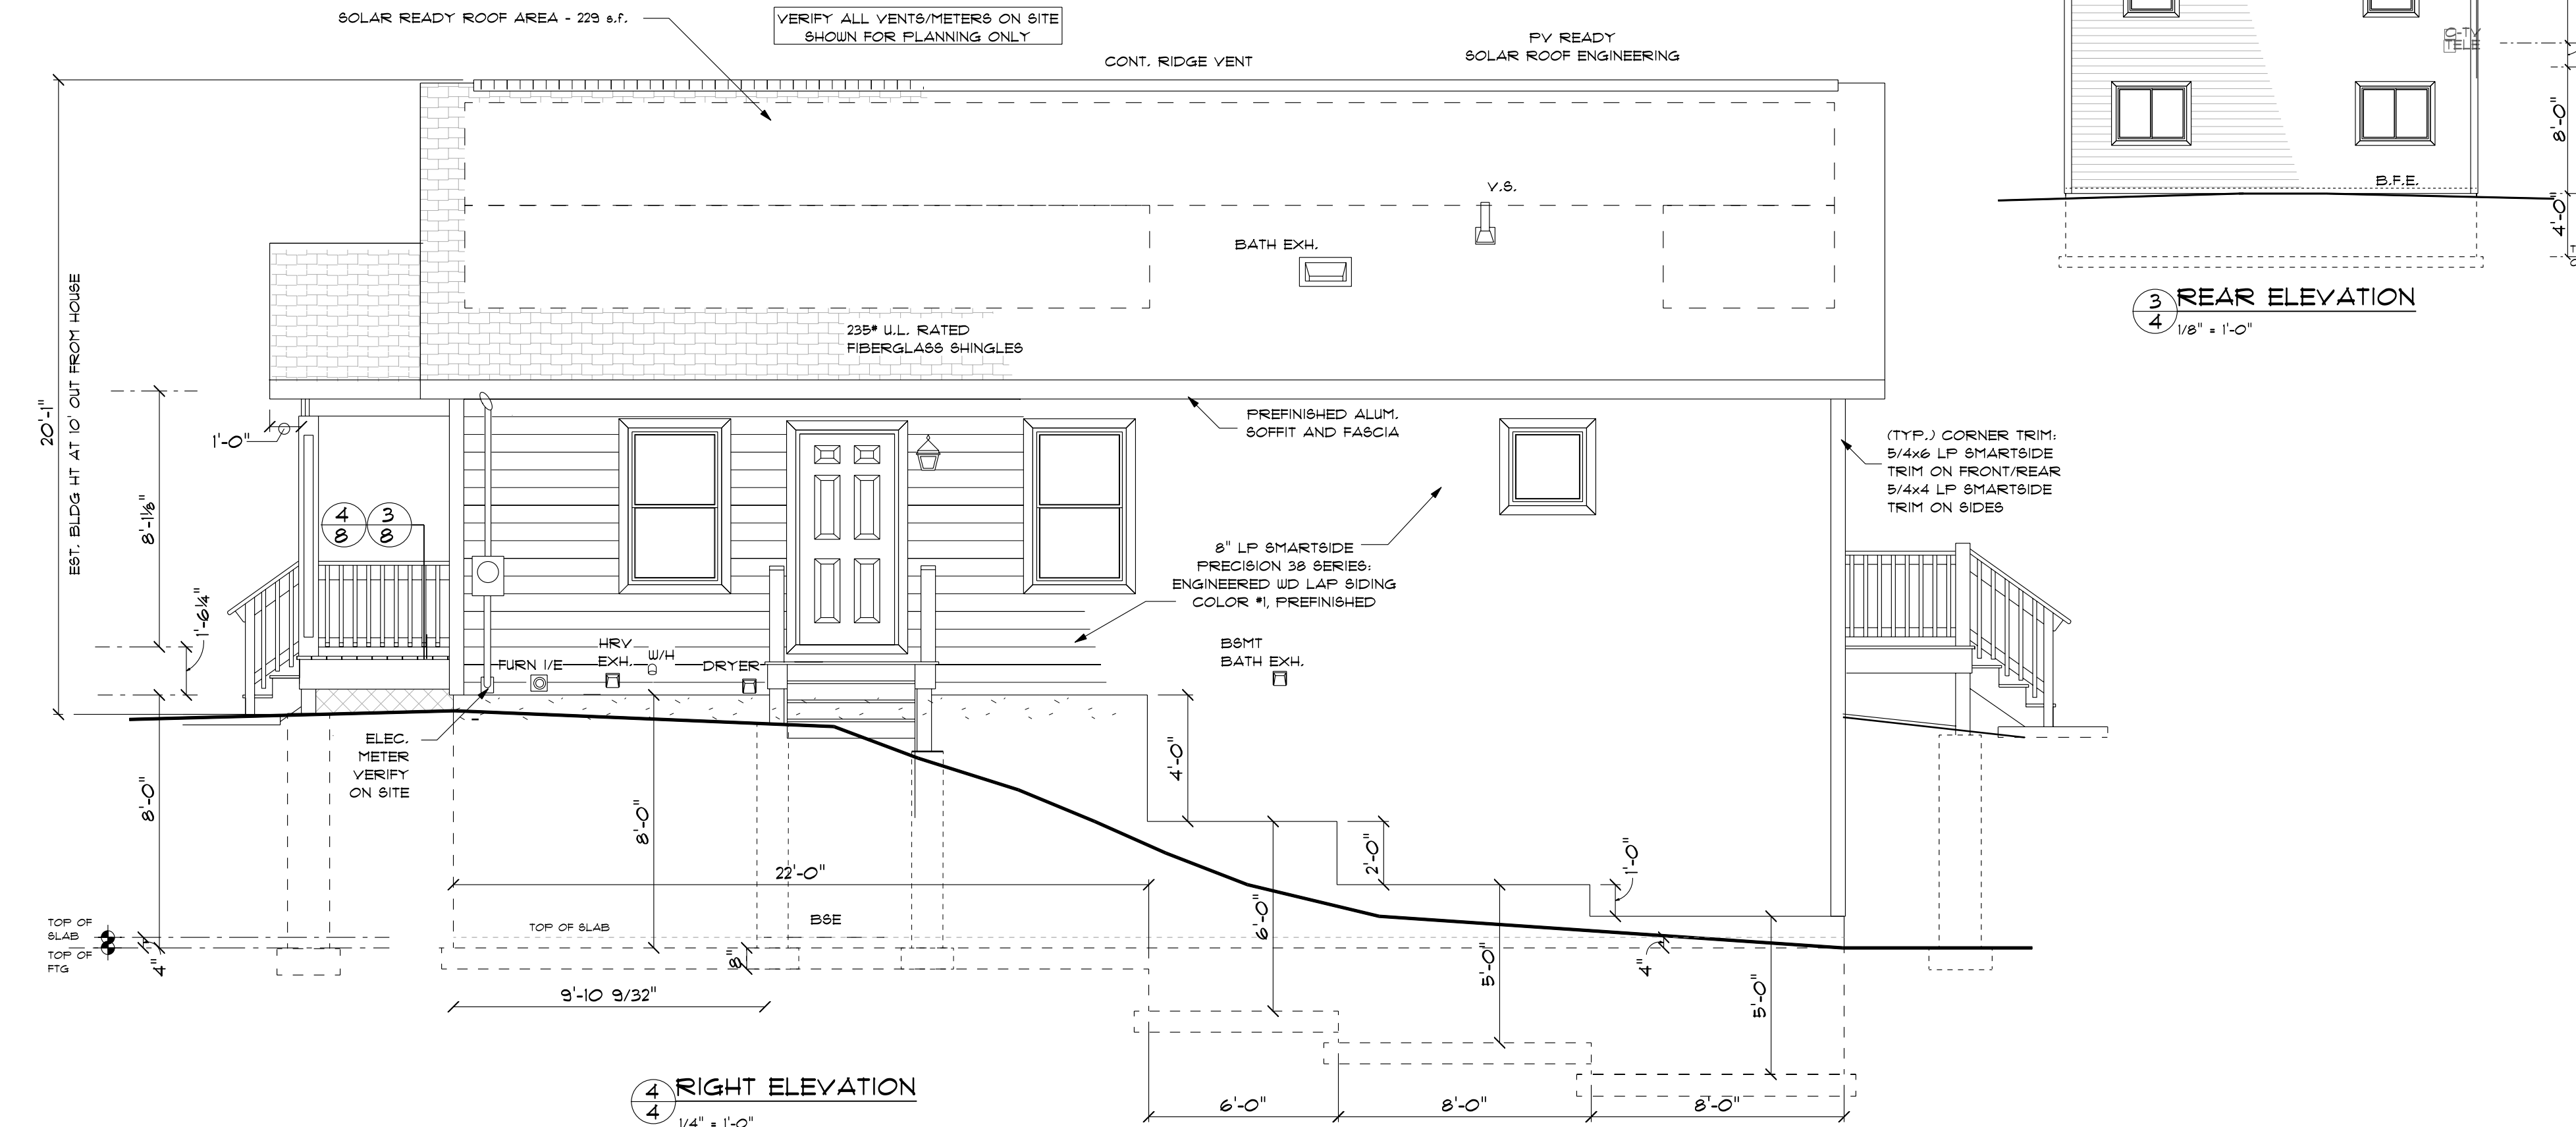 SOLAR READY ROOF AREA - 229 s.f.
VERIFY ALL VENTS/METERS ON SITE
SHOWN FOR PLANNING ONLY
CONT. RIDGE VENT
PV READY
SOLAR ROOF ENGINEERING
C-TV
TELE
8'-0"
4'-0"
B.F.E.
3
4
REAR ELEVATION
1/8" = 1'-0"
V.S.
BATH EXH.
235# U.L. RATED
FIBERGLASS SHINGLES
20'-1"
EST. BLDG HT AT 10' OUT FROM HOUSE
8'-1⅛"
1'-0"
1'-6¼"
4
8
3
8
PREFINISHED ALUM.
SOFFIT AND FASCIA
(TYP.) CORNER TRIM:
5/4x6 LP SMARTSIDE
TRIM ON FRONT/REAR
5/4x4 LP SMARTSIDE
TRIM ON SIDES
8" LP SMARTSIDE
PRECISION 38 SERIES:
ENGINEERED WD LAP SIDING
COLOR #1, PREFINISHED
FURN I/E
HRV
EXH.
W/H
DRYER
BSMT
BATH EXH.
ELEC.
METER
VERIFY
ON SITE
8'-0"
8'-0"
4'-0"
2'-0"
1'-0"
22'-0"
6'-0"
5'-0"
5'-0"
TOP OF
SLAB
TOP OF
FTG
4"
TOP OF SLAB
BSE
8"
4"
9'-10 9/32"
4
4
RIGHT ELEVATION
1/4" = 1'-0"
6'-0"
8'-0"
8'-0"